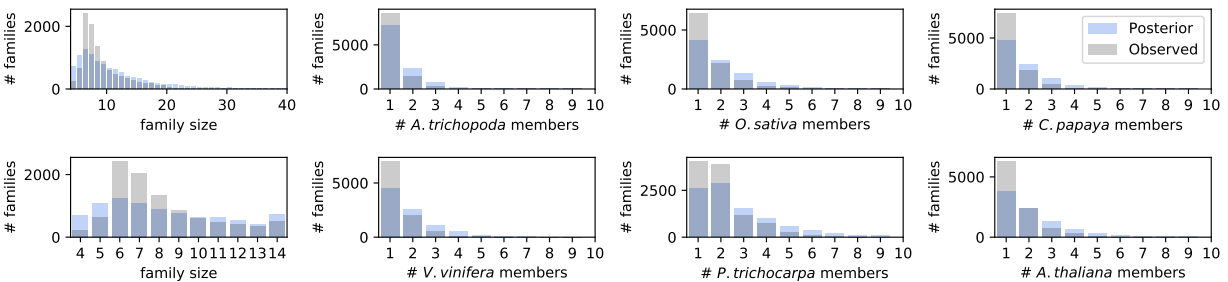 # families
2000
0
10 20 30 40
family size
# families
5000
0
1 2 3 4 5 6 7 8 9 10
# A. trichopoda members
# families
5000
0
1 2 3 4 5 6 7 8 9 10
# O. sativa members
# families
5000
0
1 2 3 4 5 6 7 8 9 10
# C. papaya members
Posterior
Observed
# families
2000
0
4 5 6 7 8 9 10 11 12 13 14
family size
# families
5000
0
1 2 3 4 5 6 7 8 9 10
# V. vinifera members
# families
2500
0
1 2 3 4 5 6 7 8 9 10
# P. trichocarpa members
# families
5000
0
1 2 3 4 5 6 7 8 9 10
# A. thaliana members